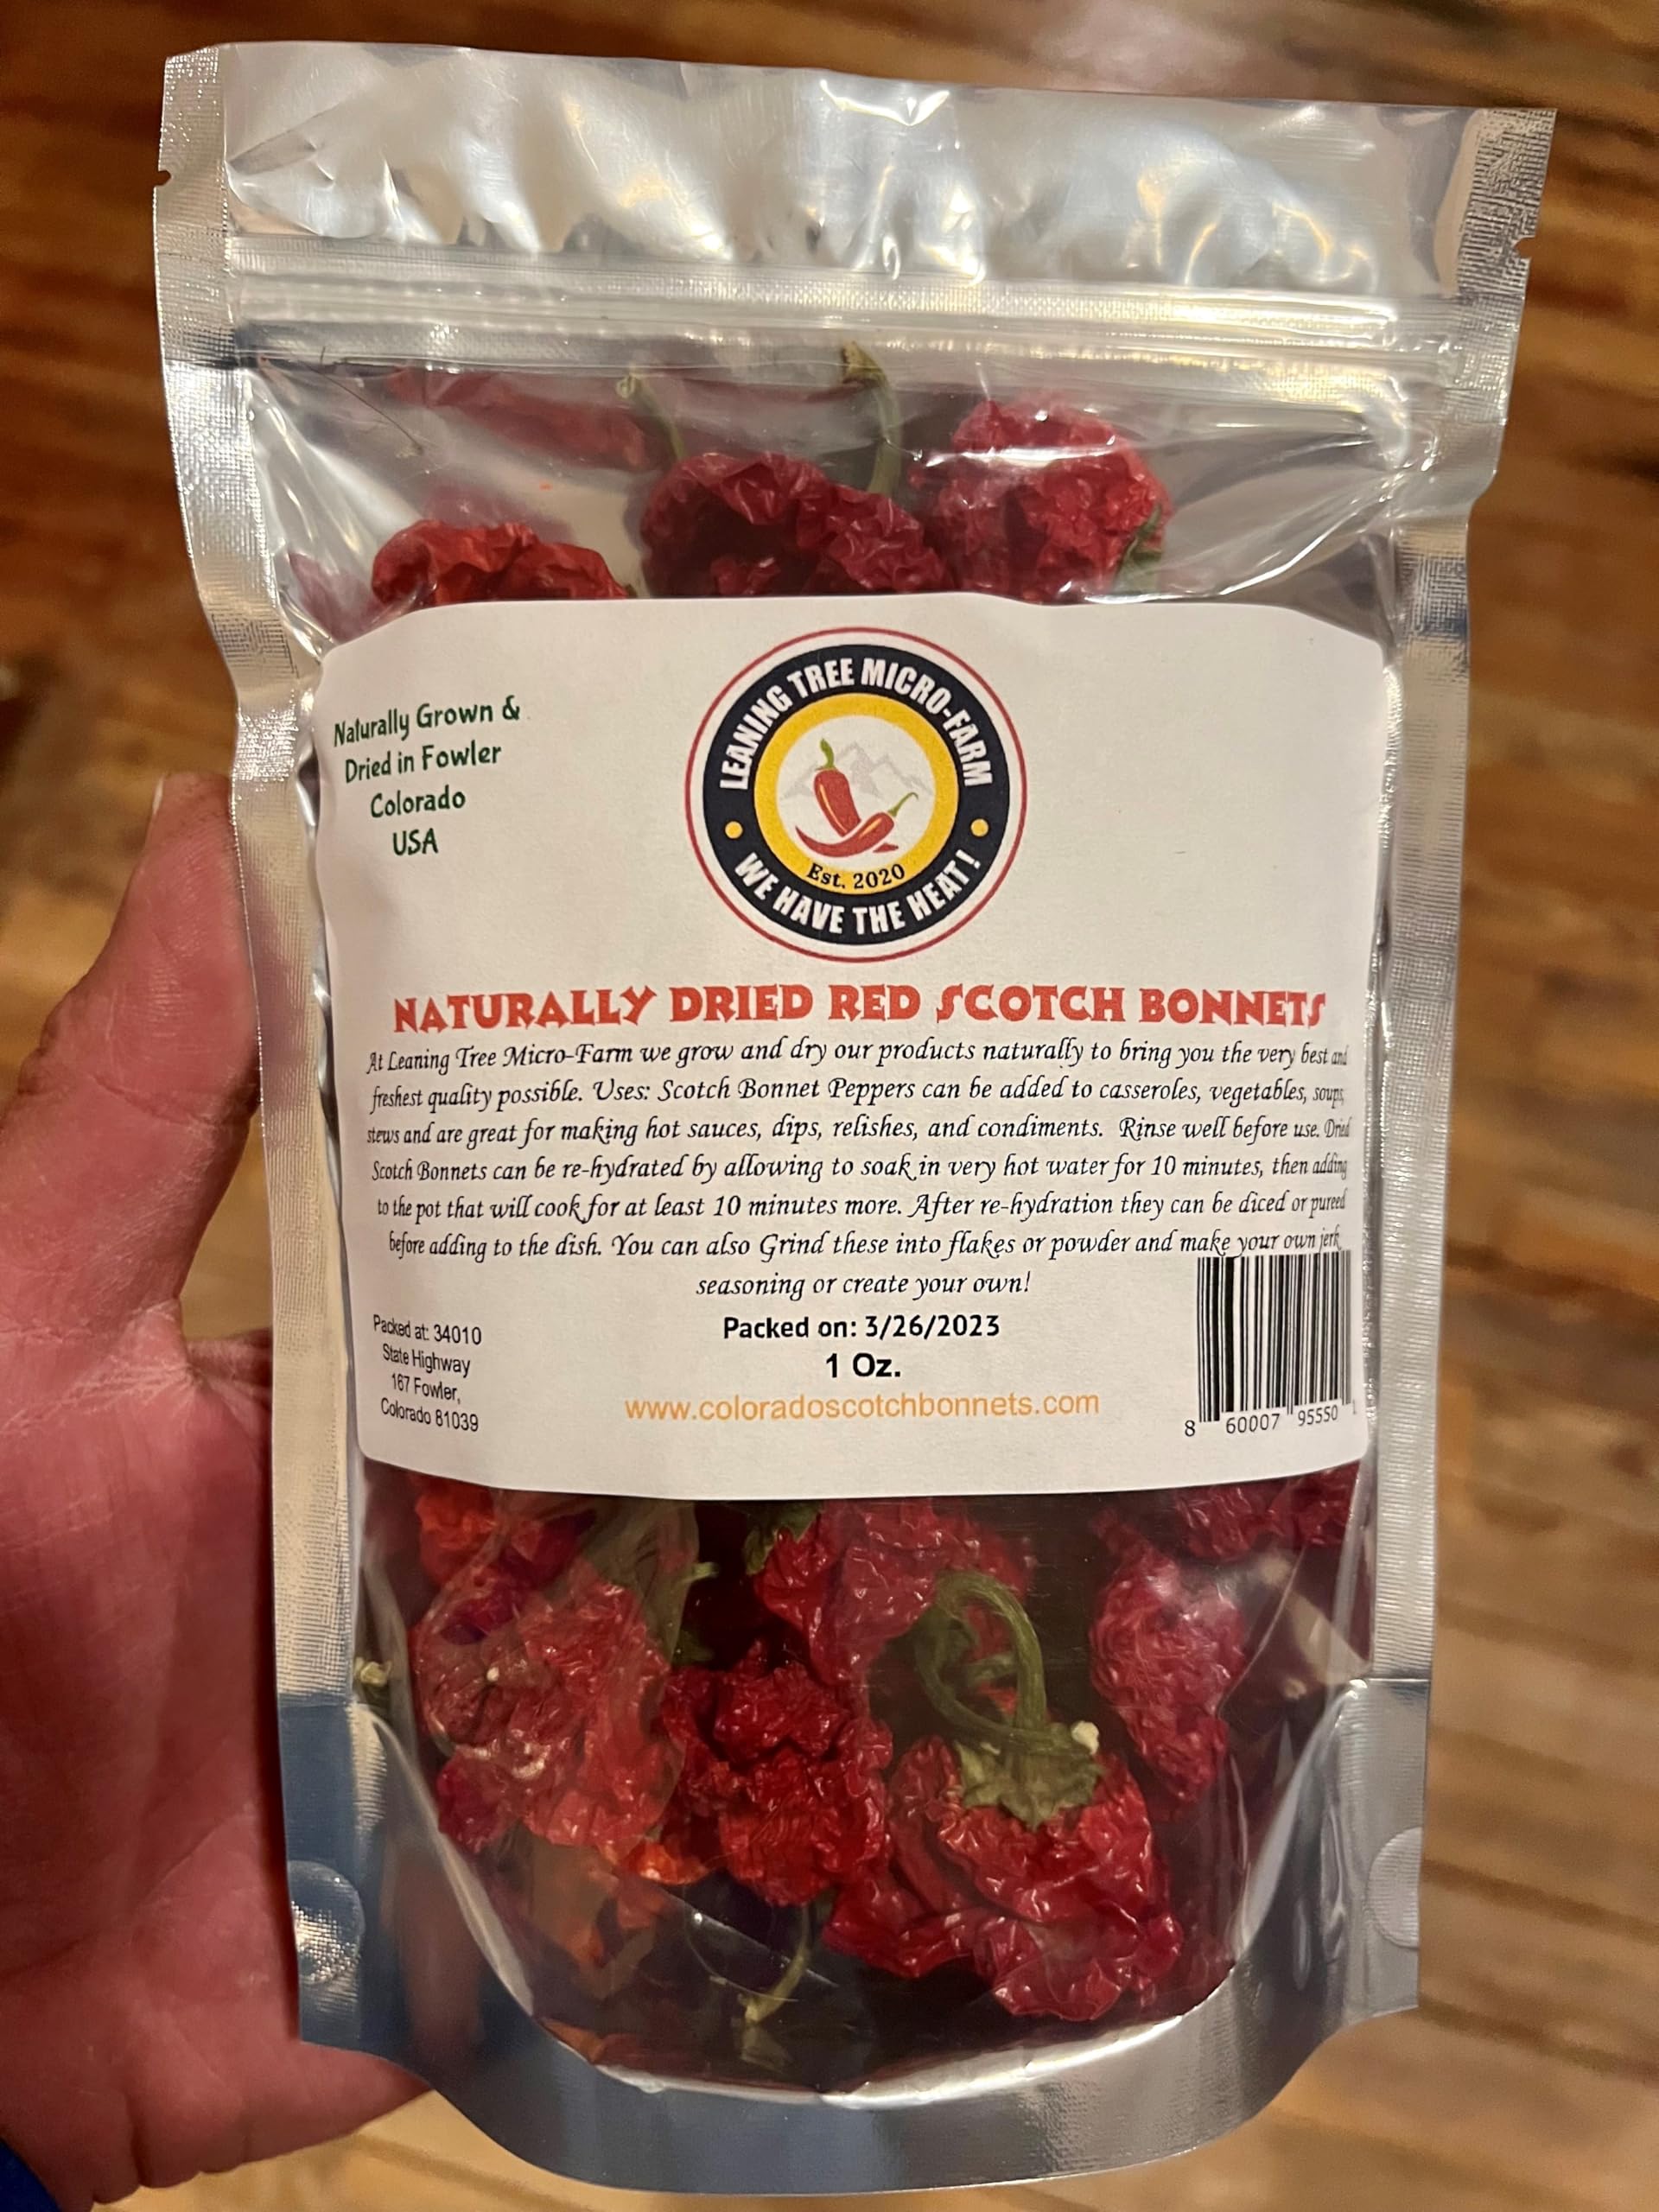 Naturally Grown &
Dried in Fowler
Colorado
USA
LEANING TREE MICRO-FARM
Est. 2020
WE HAVE THE HEAT!
NATURALLY DRIED RED SCOTCH BONNETS
At Leaning Tree Micro-Farm we grow and dry our products naturally to bring you the very best and
freshest quality possible. Uses: Scotch Bonnet Peppers can be added to casseroles, vegetables, soups,
stews and are great for making hot sauces, dips, relishes, and condiments. Rinse well before use. Dried
Scotch Bonnets can be re-hydrated by allowing to soak in very hot water for 10 minutes, then adding
to the pot that will cook for at least 10 minutes more. After re-hydration they can be diced or pureed
before adding to the dish. You can also Grind these into flakes or powder and make your own jerk
seasoning or create your own!
Packed at: 34010
State Highway
167 Fowler,
Colorado 81039
Packed on: 3/26/2023
1 Oz.
www.coloradoscotchbonnets.com
8 60007 95550